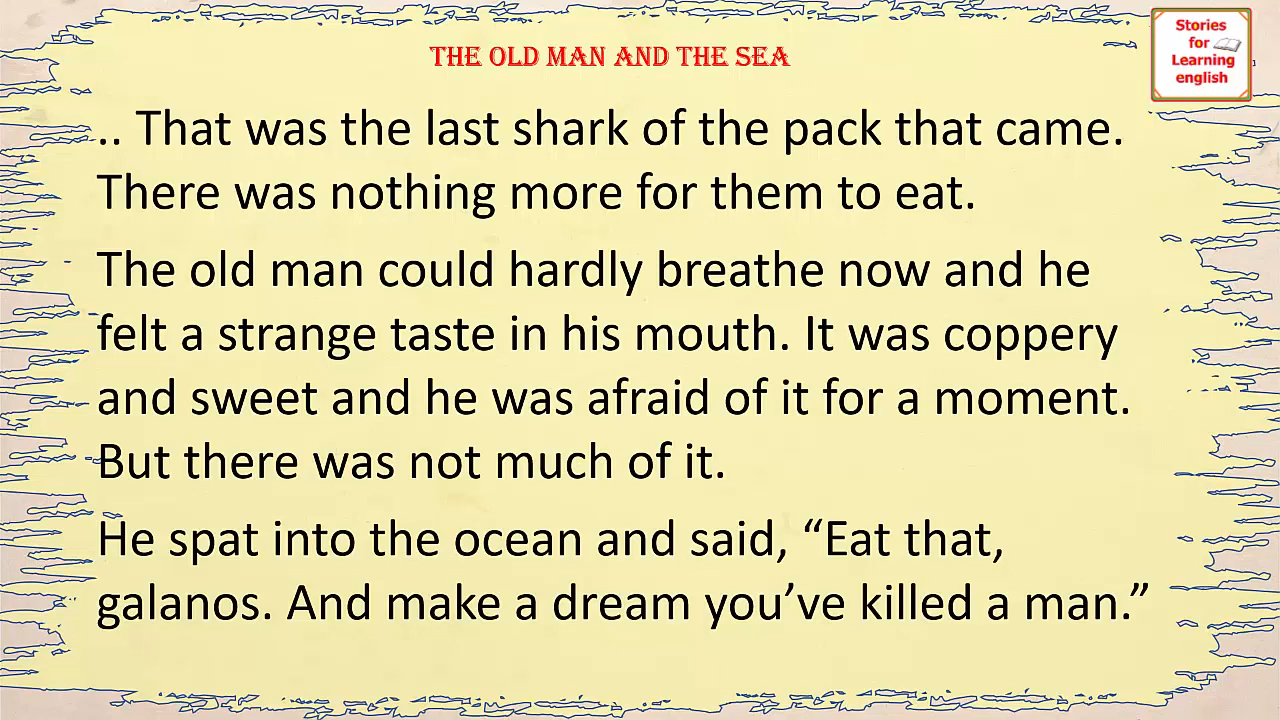 THE OLD MAN AND THE SEA
Stories
for
Learning
english
.. That was the last shark of the pack that came.
There was nothing more for them to eat.
The old man could hardly breathe now and he
felt a strange taste in his mouth. It was coppery
and sweet and he was afraid of it for a moment.
But there was not much of it.
He spat into the ocean and said, “Eat that,
galanos. And make a dream you’ve killed a man.”